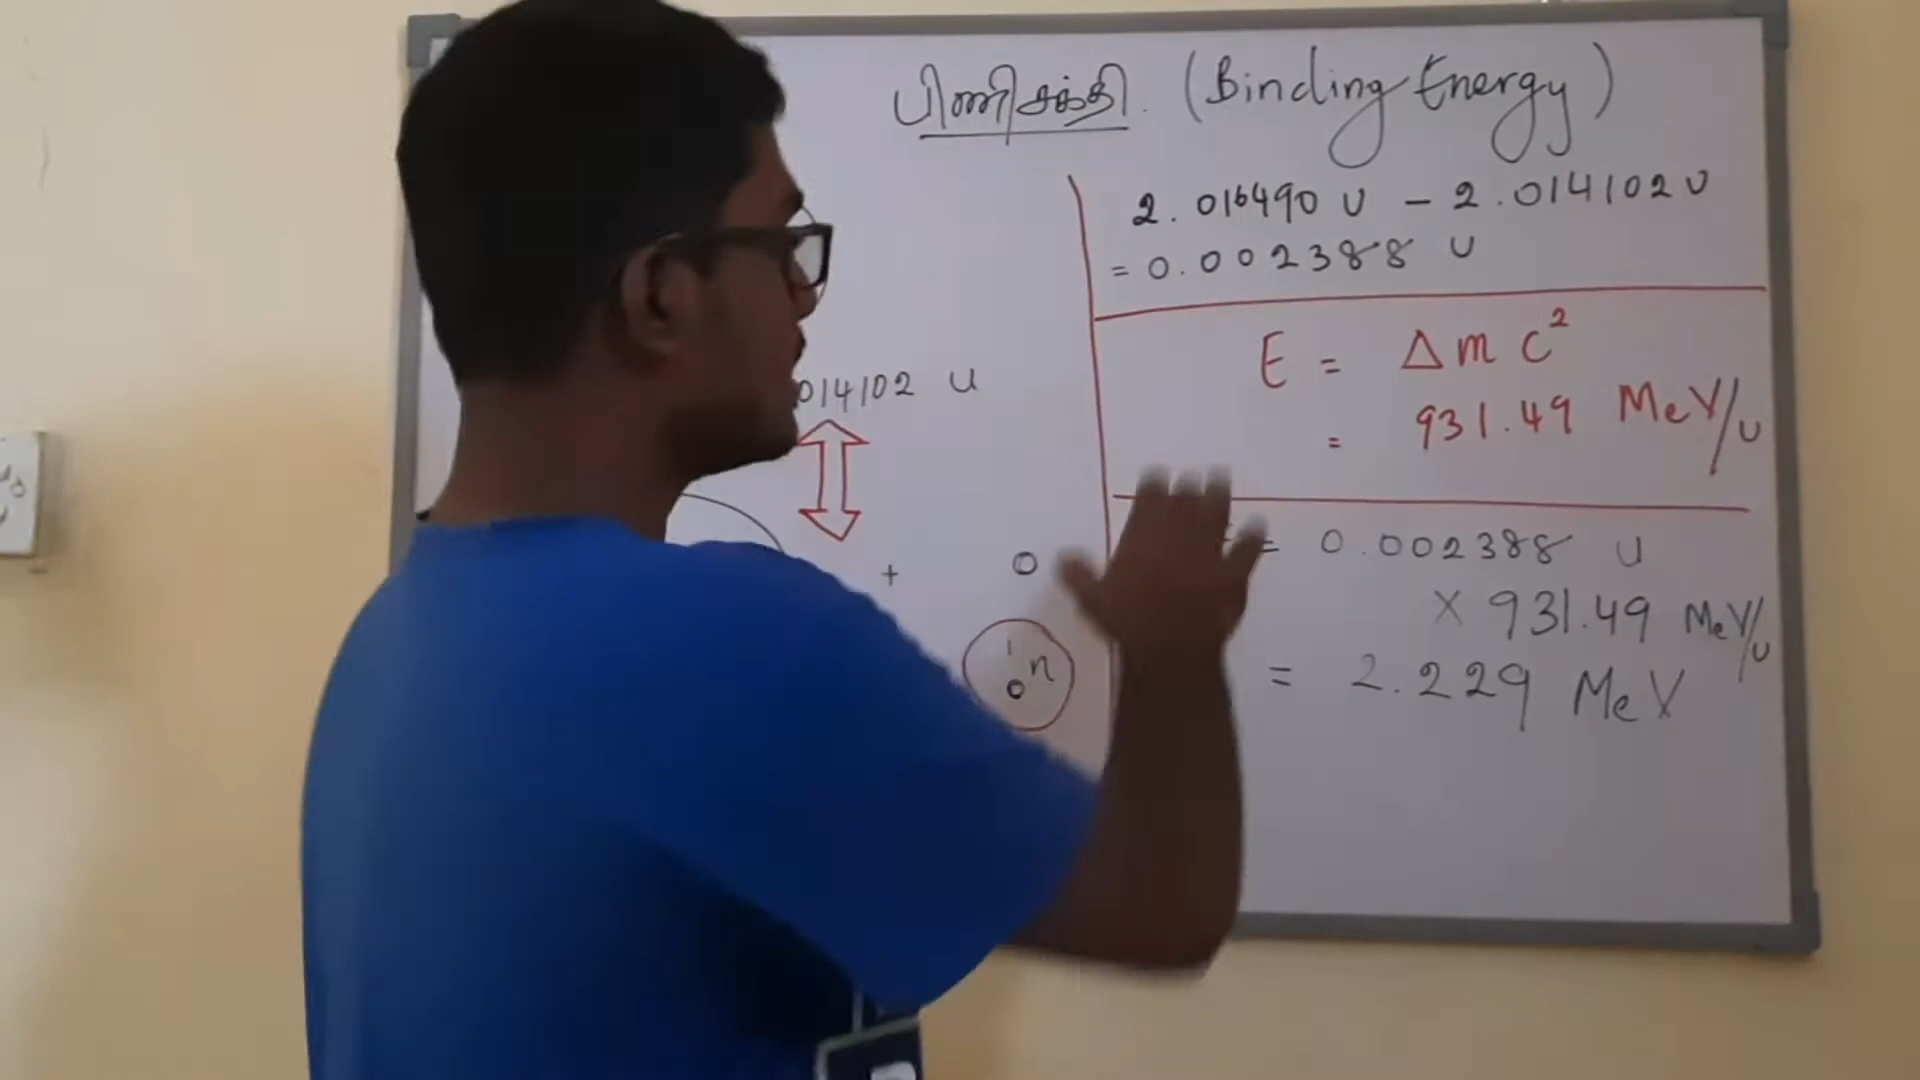 பிணிசக்தி. (Binding Energy)
2.016490 U - 2.014102 U
= 0.002388 U
E = Δm c²
= 931.49 MeV/U
014102 U
= 0.002388 U
× 931.49 MeV/U
= 2.229 MeV
+ 0
¹₀n